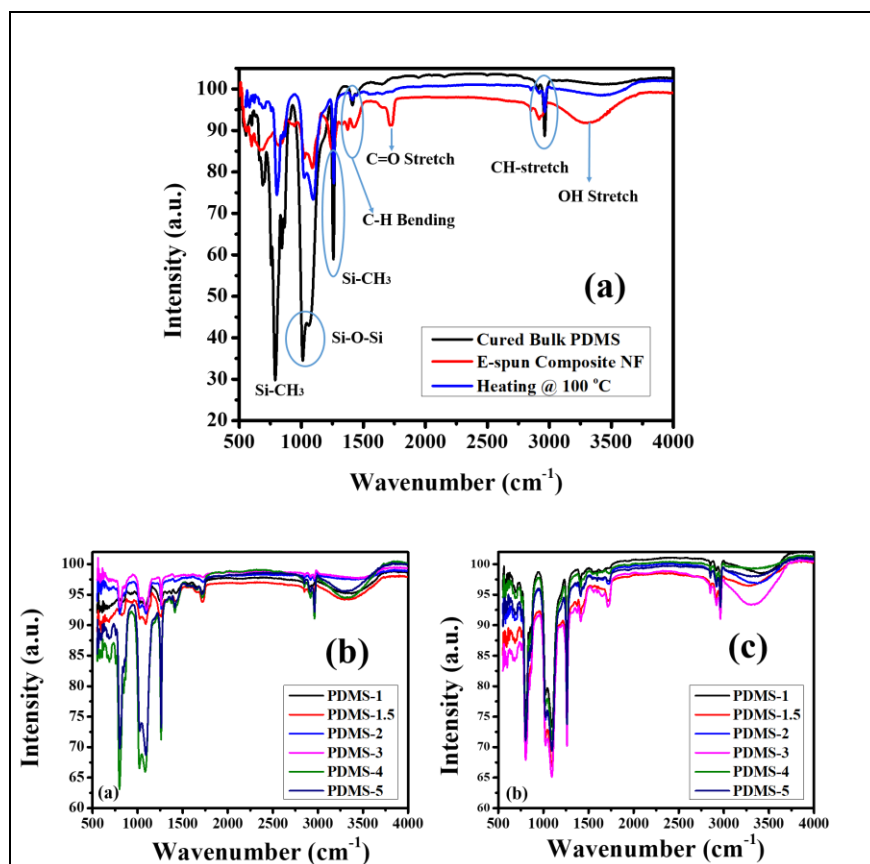 100
90
80
70
60
50
40
30
20
500 1000 1500 2000 2500 3000 3500 4000
Intensity (a.u.)
Wavenumber (cm⁻¹)
C=O Stretch
CH-stretch
OH Stretch
C-H Bending
Si-CH₃
(a)
Si-O-Si
Si-CH₃
Cured Bulk PDMS
E-spun Composite NF
Heating @ 100 °C
100
95
90
85
80
75
70
65
60
500 1000 1500 2000 2500 3000 3500 4000
Intensity (a.u.)
Wavenumber (cm⁻¹)
(b)
PDMS-1
PDMS-1.5
PDMS-2
PDMS-3
PDMS-4
PDMS-5
(a)
100
95
90
85
80
75
70
65
60
500 1000 1500 2000 2500 3000 3500 4000
Intensity (a.u.)
Wavenumber (cm⁻¹)
(c)
PDMS-1
PDMS-1.5
PDMS-2
PDMS-3
PDMS-4
PDMS-5
(b)